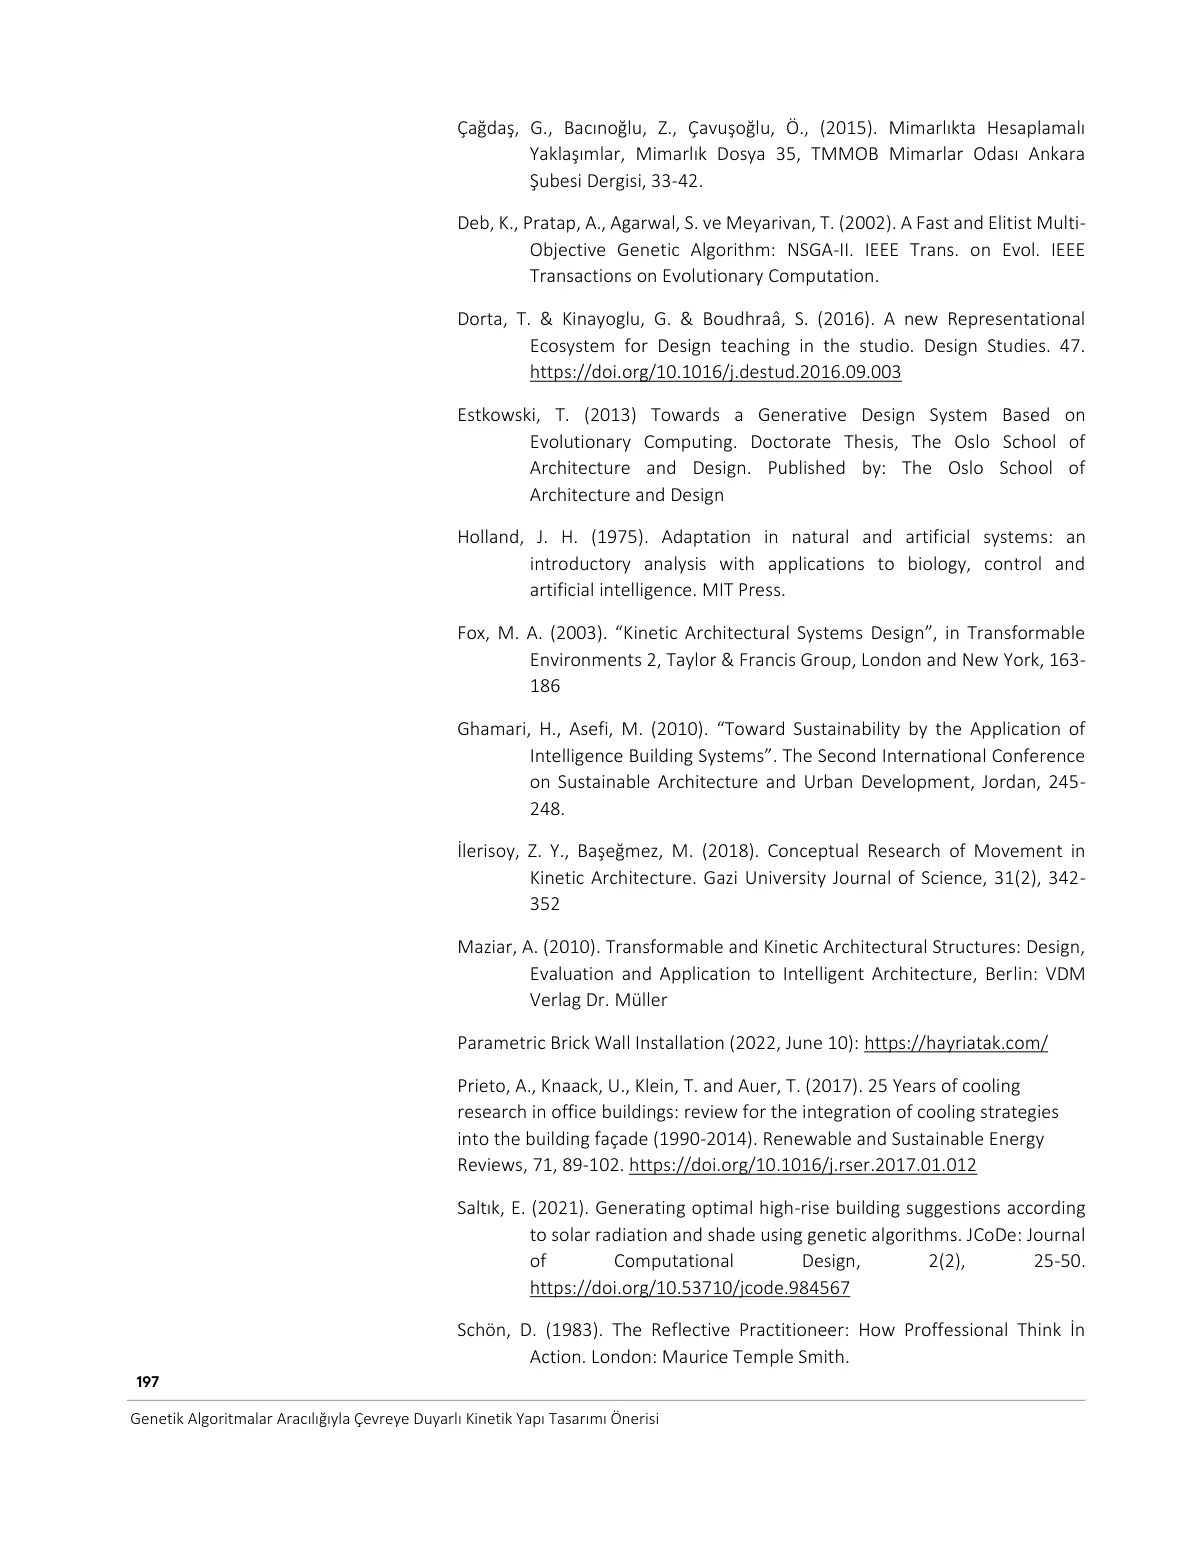 Çağdaş, G., Bacınoğlu, Z., Çavuşoğlu, Ö., (2015). Mimarlıkta Hesaplamalı
Yaklaşımlar, Mimarlık Dosya 35, TMMOB Mimarlar Odası Ankara
Şubesi Dergisi, 33-42.
Deb, K., Pratap, A., Agarwal, S. ve Meyarivan, T. (2002). A Fast and Elitist Multi-
Objective Genetic Algorithm: NSGA-II. IEEE Trans. on Evol. IEEE
Transactions on Evolutionary Computation.
Dorta, T. & Kinayoglu, G. & Boudhraâ, S. (2016). A new Representational
Ecosystem for Design teaching in the studio. Design Studies. 47.
https://doi.org/10.1016/j.destud.2016.09.003
Estkowski, T. (2013) Towards a Generative Design System Based on
Evolutionary Computing. Doctorate Thesis, The Oslo School of
Architecture and Design. Published by: The Oslo School of
Architecture and Design
Holland, J. H. (1975). Adaptation in natural and artificial systems: an
introductory analysis with applications to biology, control and
artificial intelligence. MIT Press.
Fox, M. A. (2003). “Kinetic Architectural Systems Design”, in Transformable
Environments 2, Taylor & Francis Group, London and New York, 163-
186
Ghamari, H., Asefi, M. (2010). “Toward Sustainability by the Application of
Intelligence Building Systems”. The Second International Conference
on Sustainable Architecture and Urban Development, Jordan, 245-
248.
İlerisoy, Z. Y., Başeğmez, M. (2018). Conceptual Research of Movement in
Kinetic Architecture. Gazi University Journal of Science, 31(2), 342-
352
Maziar, A. (2010). Transformable and Kinetic Architectural Structures: Design,
Evaluation and Application to Intelligent Architecture, Berlin: VDM
Verlag Dr. Müller
Parametric Brick Wall Installation (2022, June 10): https://hayriatak.com/
Prieto, A., Knaack, U., Klein, T. and Auer, T. (2017). 25 Years of cooling
research in office buildings: review for the integration of cooling strategies
into the building façade (1990-2014). Renewable and Sustainable Energy
Reviews, 71, 89-102. https://doi.org/10.1016/j.rser.2017.01.012
Saltık, E. (2021). Generating optimal high-rise building suggestions according
to solar radiation and shade using genetic algorithms. JCoDe: Journal
of Computational Design, 2(2), 25-50.
https://doi.org/10.53710/jcode.984567
Schön, D. (1983). The Reflective Practitioneer: How Proffessional Think İn
Action. London: Maurice Temple Smith.
197
Genetik Algoritmalar Aracılığıyla Çevreye Duyarlı Kinetik Yapı Tasarımı Önerisi